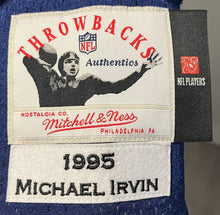 THROWBACKS
NFL
Authentics
NOSTALGIA CO.
Mitchell & Ness
PHILADELPHIA PA
NFL PLAYERS
1995
MICHAEL IRVIN